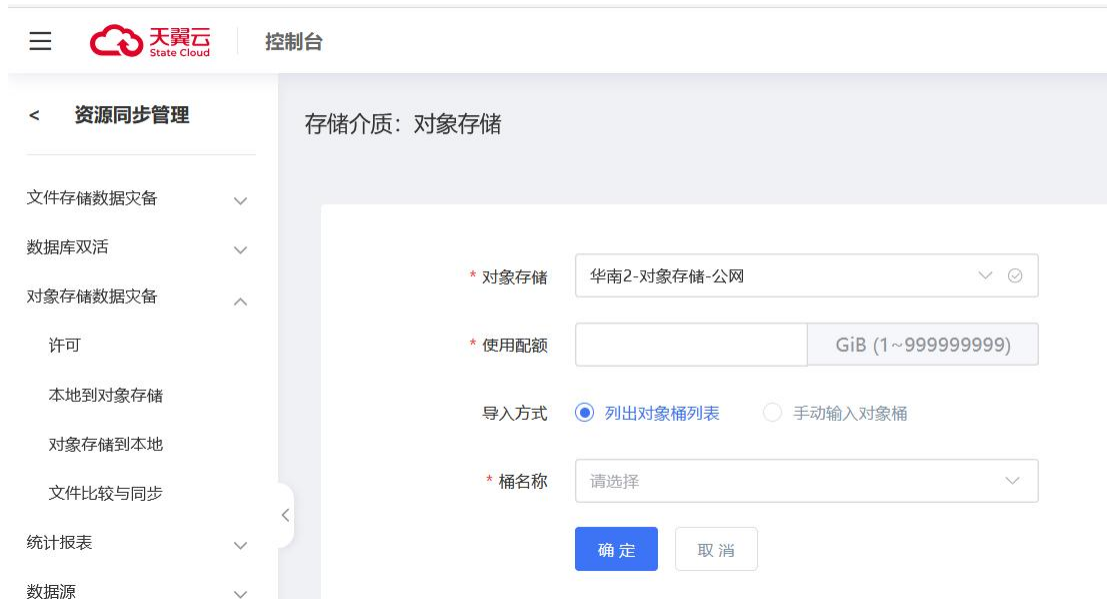 天翼云
State Cloud
控制台
< 资源同步管理
文件存储数据灾备
数据库双活
对象存储数据灾备
许可
本地到对象存储
对象存储到本地
文件比较与同步
统计报表
数据源
存储介质：对象存储
* 对象存储 华南2-对象存储-公网
* 使用配额 GiB (1~999999999)
导入方式 列出对象桶列表 手动输入对象桶
* 桶名称 请选择
确定 取消